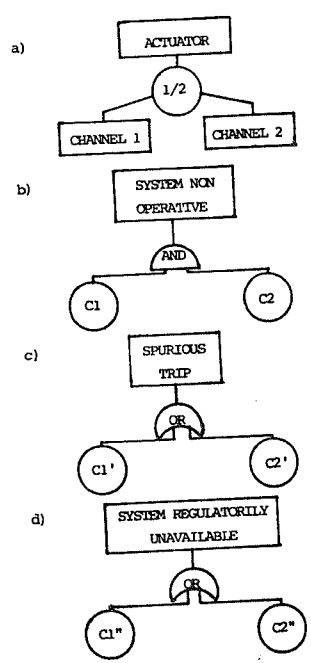 a)
ACTUATOR
1/2
CHANNEL 1
CHANNEL 2
b)
SYSTEM NON
OPERATIVE
AND
C1
C2
c)
SPURIOUS
TRIP
OR
C1'
C2'
d)
SYSTEM REGULATORILY
UNAVAILABLE
OR
C1"
C2"